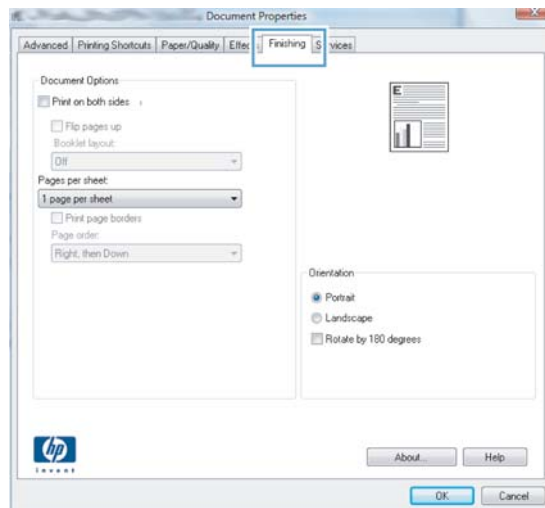 Document Properties
Advanced Printing Shortcuts Paper/Quality Finishing
Document Options
Print on both sides
Flip pages up
Booklet layout:
Off
Pages per sheet:
1 page per sheet
Print page borders
Page order:
Right, then Down
E
Orientation
Portrait
Landscape
Rotate by 180 degrees
hp
invent
About... Help
OK Cancel